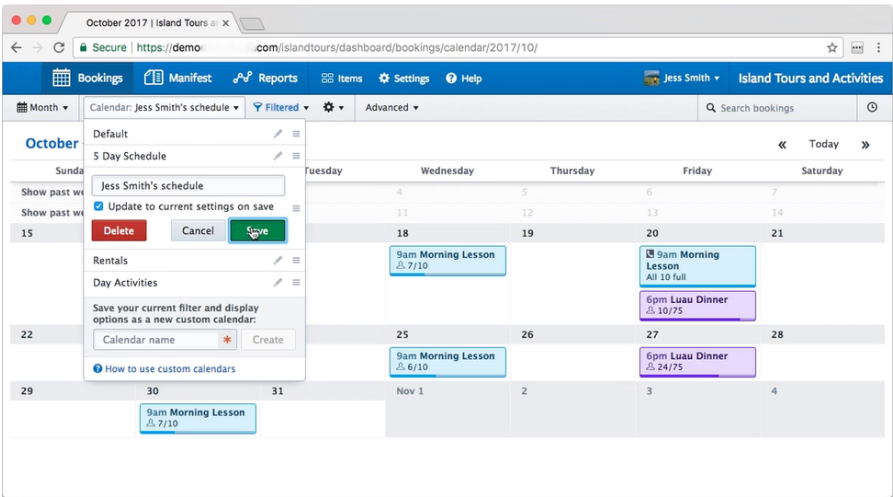 October 2017 | Island Tours a
Secure https://demo .com/islandtours/dashboard/bookings/calendar/2017/10/
Bookings Manifest Reports Items Settings Help Jess Smith Island Tours and Activities
Month Calendar: Jess Smith's schedule Filtered Advanced Search bookings
October Today
Default
5 Day Schedule
Jess Smith's schedule
Update to current settings on save
Delete Cancel Save
Rentals
Day Activities
Save your current filter and display
options as a new custom calendar:
Calendar name * Create
How to use custom calendars
Sunda Tuesday Wednesday Thursday Friday Saturday
Show past we 4 5 6 7
Show past we 11 12 13 14
15 18 19 20 21
9am Morning Lesson
7/10
9am Morning
Lesson
All 10 full
6pm Luau Dinner
10/75
22 25 26 27 28
9am Morning Lesson
6/10
6pm Luau Dinner
24/75
29 30 31 Nov 1 2 3 4
9am Morning Lesson
7/10